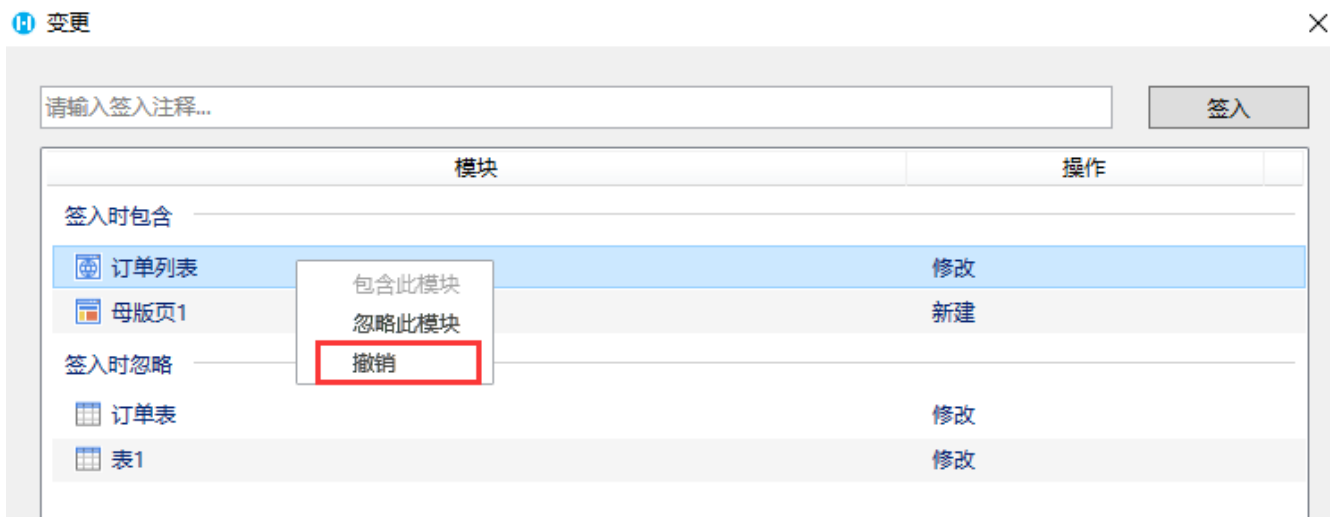 变更
请输入签入注释...
签入
模块 操作
签入时包含
订单列表 修改
包含此模块
母版页1 新建
忽略此模块
签入时忽略
撤销
订单表 修改
表1 修改